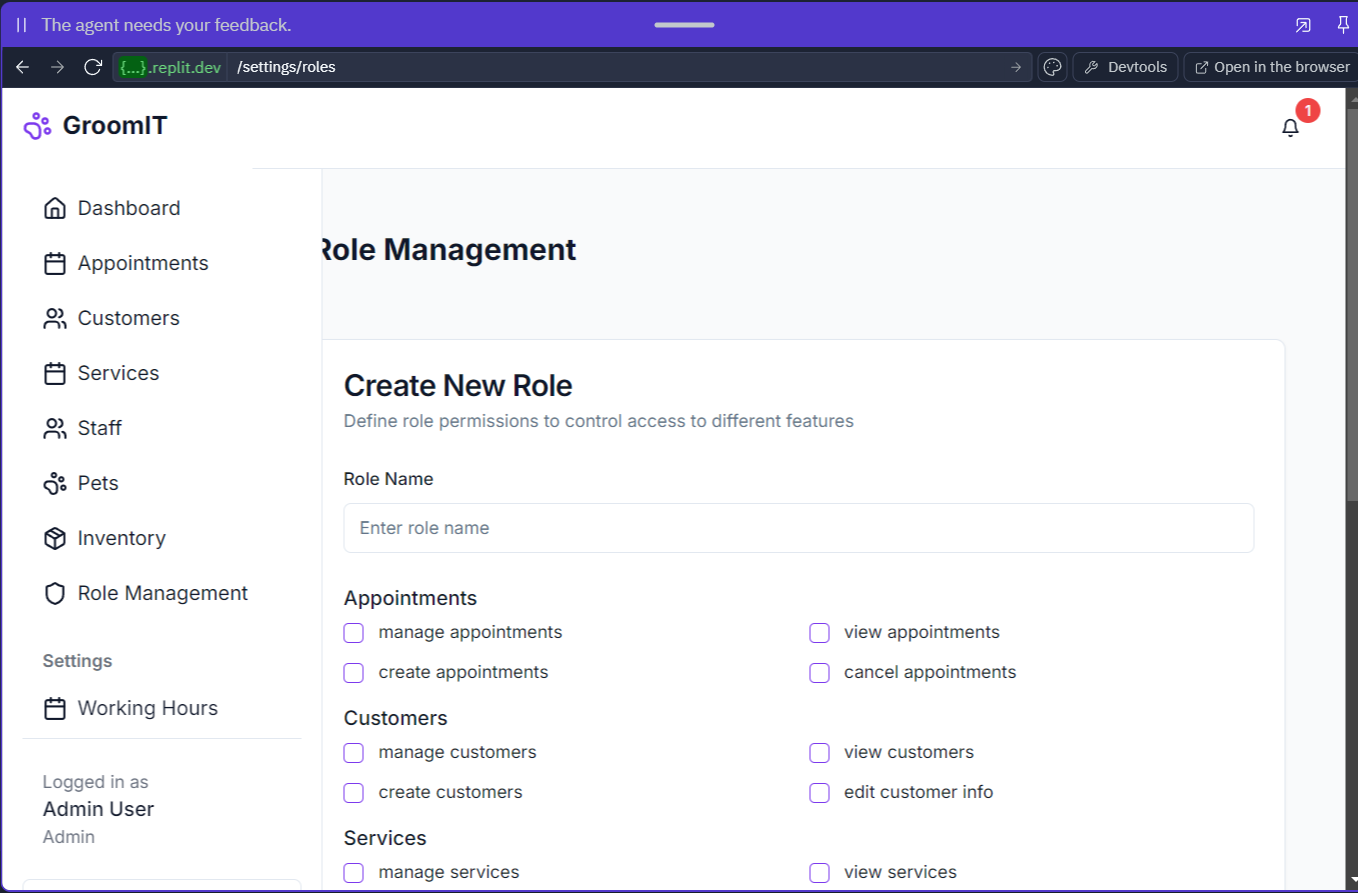 The agent needs your feedback.
{...}.replit.dev /settings/roles Devtools Open in the browser
GroomIT
1
Dashboard
Appointments
Customers
Services
Staff
Pets
Inventory
Role Management
Settings
Working Hours
Logged in as
Admin User
Admin
Role Management
Create New Role
Define role permissions to control access to different features
Role Name
Enter role name
Appointments
manage appointments view appointments
create appointments cancel appointments
Customers
manage customers view customers
create customers edit customer info
Services
manage services view services